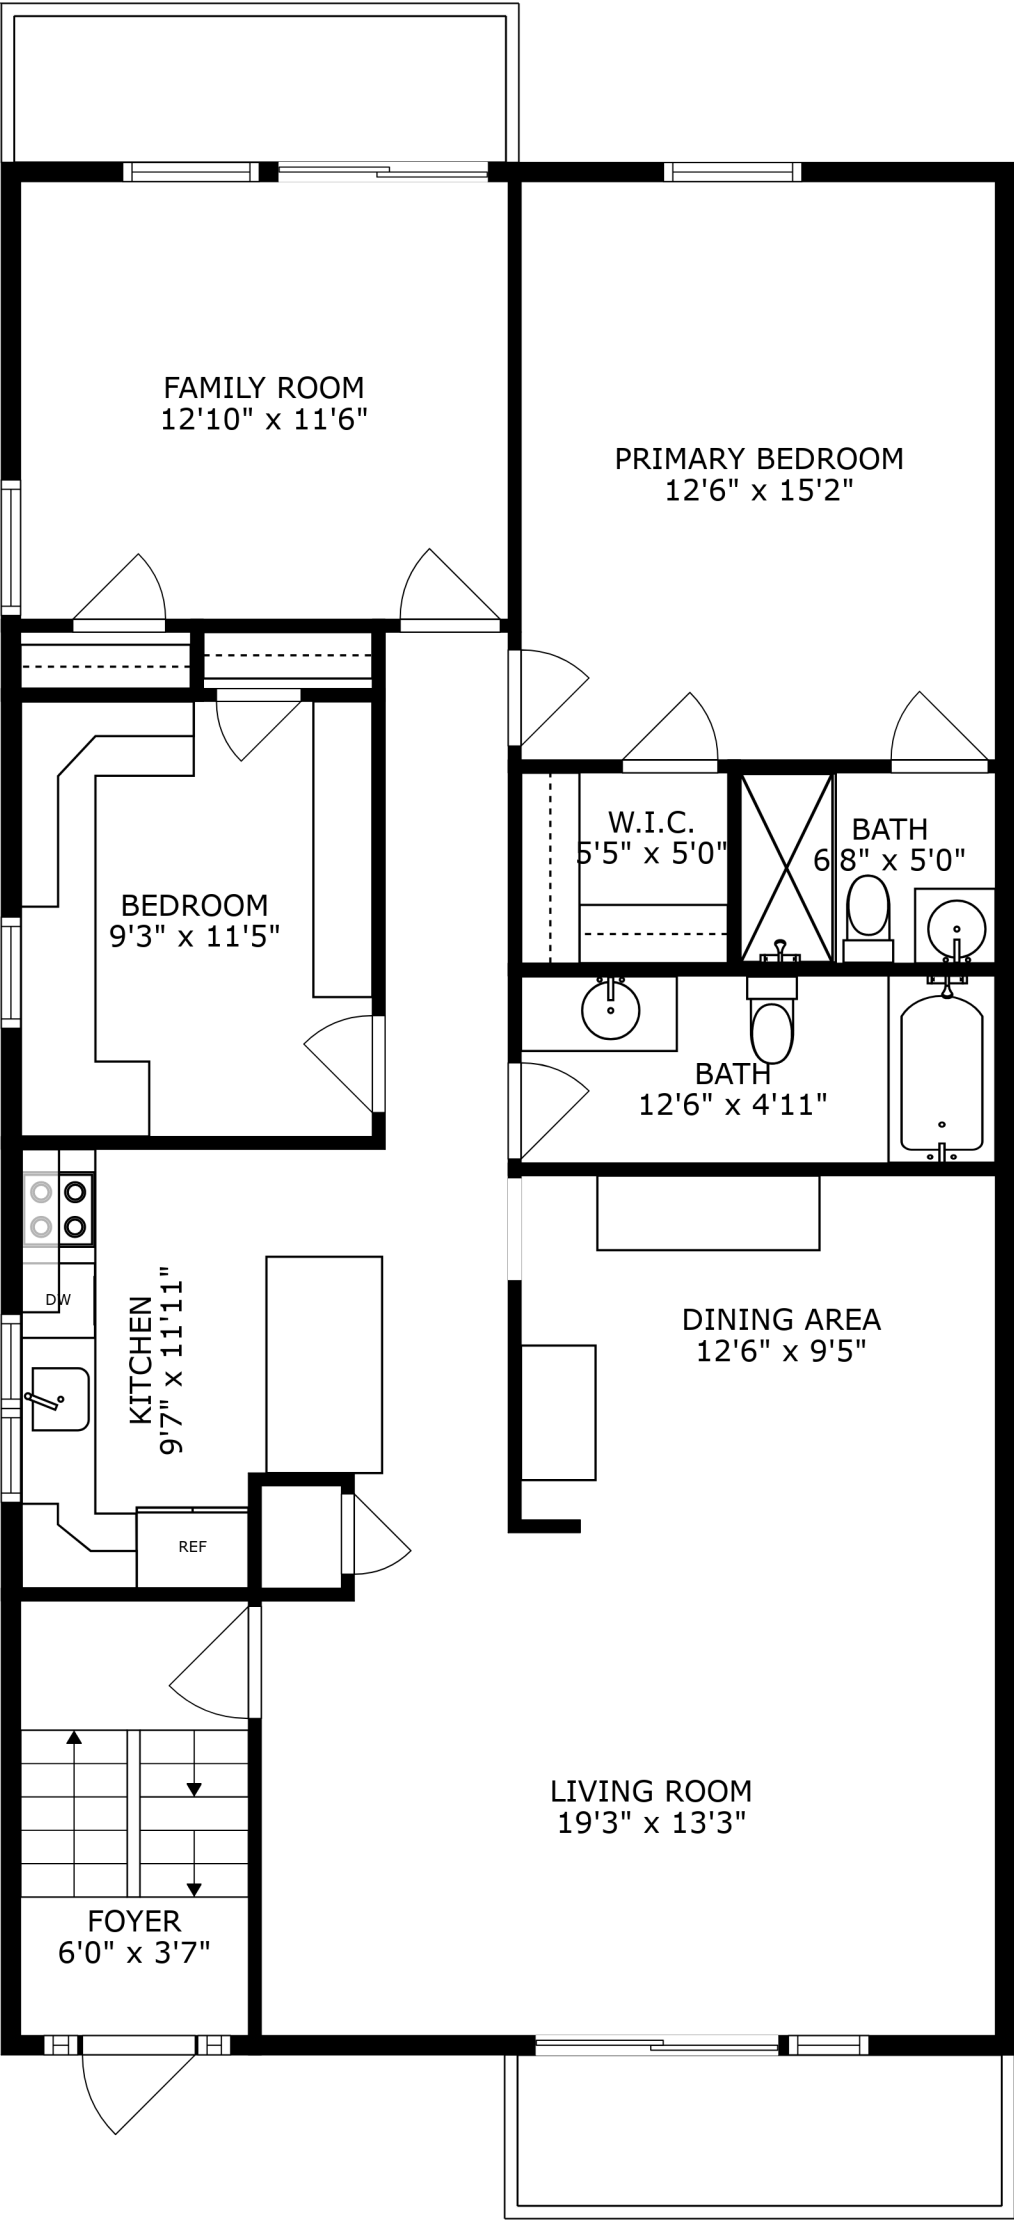 FAMILY ROOM
12'10" x 11'6"
PRIMARY BEDROOM
12'6" x 15'2"
W.I.C.
5'5" x 5'0"
BATH
6'8" x 5'0"
BEDROOM
9'3" x 11'5"
BATH
12'6" x 4'11"
DW
KITCHEN
9'7" x 11'11"
DINING AREA
12'6" x 9'5"
REF
LIVING ROOM
19'3" x 13'3"
FOYER
6'0" x 3'7"